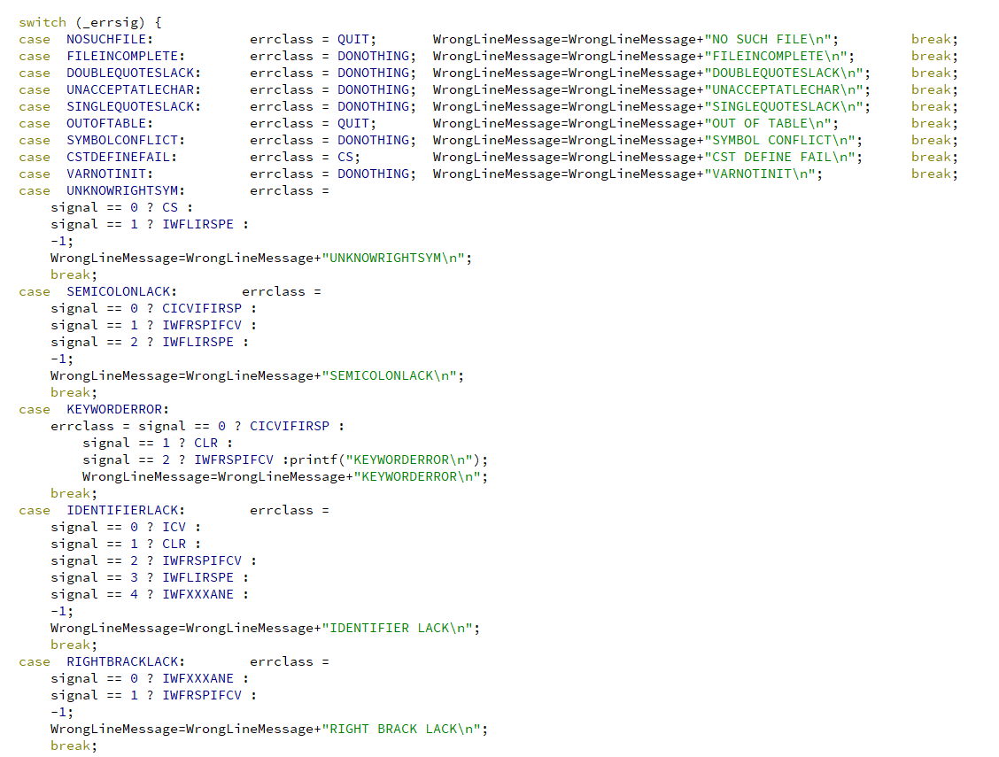 switch (_errsig) {
case  NOSUCHFILE:            errclass = QUIT;       WrongLineMessage=WrongLineMessage+"NO SUCH FILE\n";         break;
case  FILEINCOMPLETE:        errclass = DONOTHING;  WrongLineMessage=WrongLineMessage+"FILEINCOMPLETE\n";       break;
case  DOUBLEQUOTESLACK:      errclass = DONOTHING;  WrongLineMessage=WrongLineMessage+"DOUBLEQUOTESLACK\n";     break;
case  UNACCEPTATLECHAR:      errclass = DONOTHING;  WrongLineMessage=WrongLineMessage+"UNACCEPTATLECHAR\n";     break;
case  SINGLEQUOTESLACK:      errclass = DONOTHING;  WrongLineMessage=WrongLineMessage+"SINGLEQUOTESLACK\n";     break;
case  OUTOFTABLE:            errclass = QUIT;       WrongLineMessage=WrongLineMessage+"OUT OF TABLE\n";         break;
case  SYMBOLCONFLICT:        errclass = DONOTHING;  WrongLineMessage=WrongLineMessage+"SYMBOL CONFLICT\n";      break;
case  CSTDEFINEFAIL:         errclass = CS;         WrongLineMessage=WrongLineMessage+"CST DEFINE FAIL\n";      break;
case  VARNOTINIT:            errclass = DONOTHING;  WrongLineMessage=WrongLineMessage+"VARNOTINIT\n";           break;
case  UNKNOWRIGHTSYM:        errclass =
    signal == 0 ? CS :
    signal == 1 ? IWFLIRSPE :
    -1;
    WrongLineMessage=WrongLineMessage+"UNKNOWRIGHTSYM\n";
    break;
case  SEMICOLONLACK:        errclass =
    signal == 0 ? CICVIFIRSP :
    signal == 1 ? IWFRSPIFCV :
    signal == 2 ? IWFLIRSPE :
    -1;
    WrongLineMessage=WrongLineMessage+"SEMICOLONLACK\n";
    break;
case  KEYWORDERROR:
    errclass = signal == 0 ? CICVIFIRSP :
        signal == 1 ? CLR :
        signal == 2 ? IWFRSPIFCV :printf("KEYWORDERROR\n");
        WrongLineMessage=WrongLineMessage+"KEYWORDERROR\n";
    break;
case  IDENTIFIERLACK:        errclass =
    signal == 0 ? ICV :
    signal == 1 ? CLR :
    signal == 2 ? IWFRSPIFCV :
    signal == 3 ? IWFLIRSPE :
    signal == 4 ? IWFXXXANE :
    -1;
    WrongLineMessage=WrongLineMessage+"IDENTIFIER LACK\n";
    break;
case  RIGHTBRACKLACK:        errclass =
    signal == 0 ? IWFXXXANE :
    signal == 1 ? IWFRSPIFCV :
    -1;
    WrongLineMessage=WrongLineMessage+"RIGHT BRACK LACK\n";
    break;